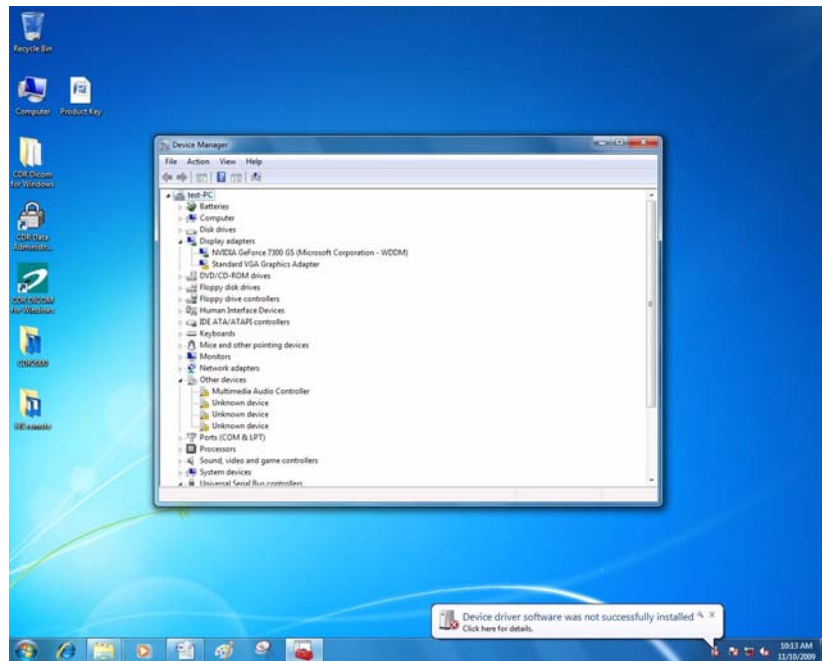 Recycle Bin
Computer
Product Key
CDR Dicom
for Windows
CDR Data
Administr...
CDR DICOM
for Windows
CDR2000
Device Manager
File Action View Help
test-PC
Batteries
Computer
Disk drives
Display adapters
NVIDIA GeForce 7300 GS (Microsoft Corporation - WDDM)
Standard VGA Graphics Adapter
DVD/CD-ROM drives
Floppy disk drives
Floppy drive controllers
Human Interface Devices
IDE ATA/ATAPI controllers
Keyboards
Mice and other pointing devices
Monitors
Network adapters
Other devices
Multimedia Audio Controller
Unknown device
Unknown device
Unknown device
Ports (COM & LPT)
Processors
Sound, video and game controllers
System devices
Universal Serial Bus controllers
Device driver software was not successfully installed
Click here for details.
10:13 AM
11/10/2009